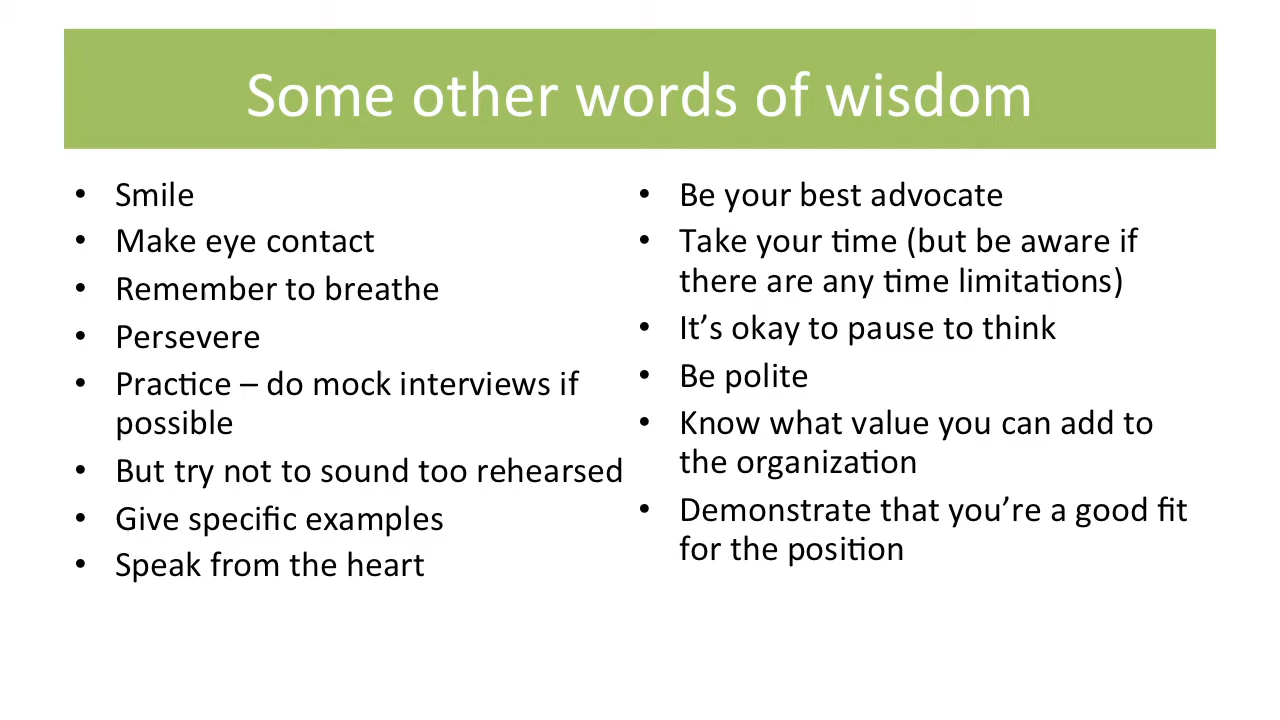 Some other words of wisdom
• Smile
• Make eye contact
• Remember to breathe
• Persevere
• Practice – do mock interviews if
possible
• But try not to sound too rehearsed
• Give specific examples
• Speak from the heart
• Be your best advocate
• Take your time (but be aware if
there are any time limitations)
• It’s okay to pause to think
• Be polite
• Know what value you can add to
the organization
• Demonstrate that you’re a good fit
for the position